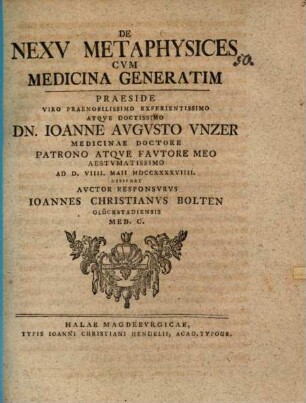 DE
NEXV METAPHYSICES
CVM
MEDICINA GENERATIM
50.
PRAESIDE
VIRO PRAENOBILISSIMO EXPERIENTISSIMO
ATQVE DOCTISSIMO
DN. IOANNE AVGVSTO VNZER
MEDICINAE DOCTORE
PATRONO ATQVE FAVTORE MEO
AESTVMATISSIMO
AD D. VIIII. MAII MDCCXXXXVIIII.
DISPVTET
AVCTOR RESPONSVRVS
IOANNES CHRISTIANVS BOLTEN
GLÜCKSTADIENSIS
MED. C.
HALAE MAGDEBVRGICAE,
TYPIS IOANNI CHRISTIANI HENDELII, ACAD. TYPOGR.